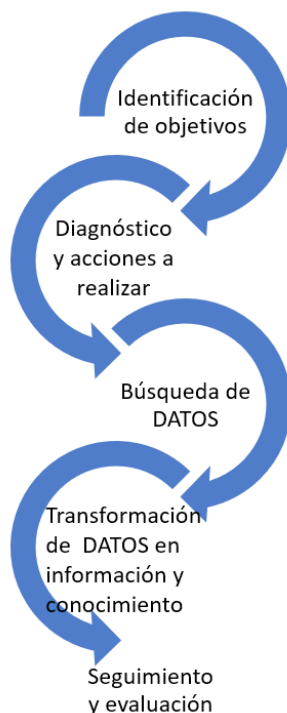 Identificación
de objetivos
Diagnóstico
y acciones a
realizar
Búsqueda de
DATOS
Transformación
de DATOS en
información y
conocimiento
Seguimiento
y evaluación